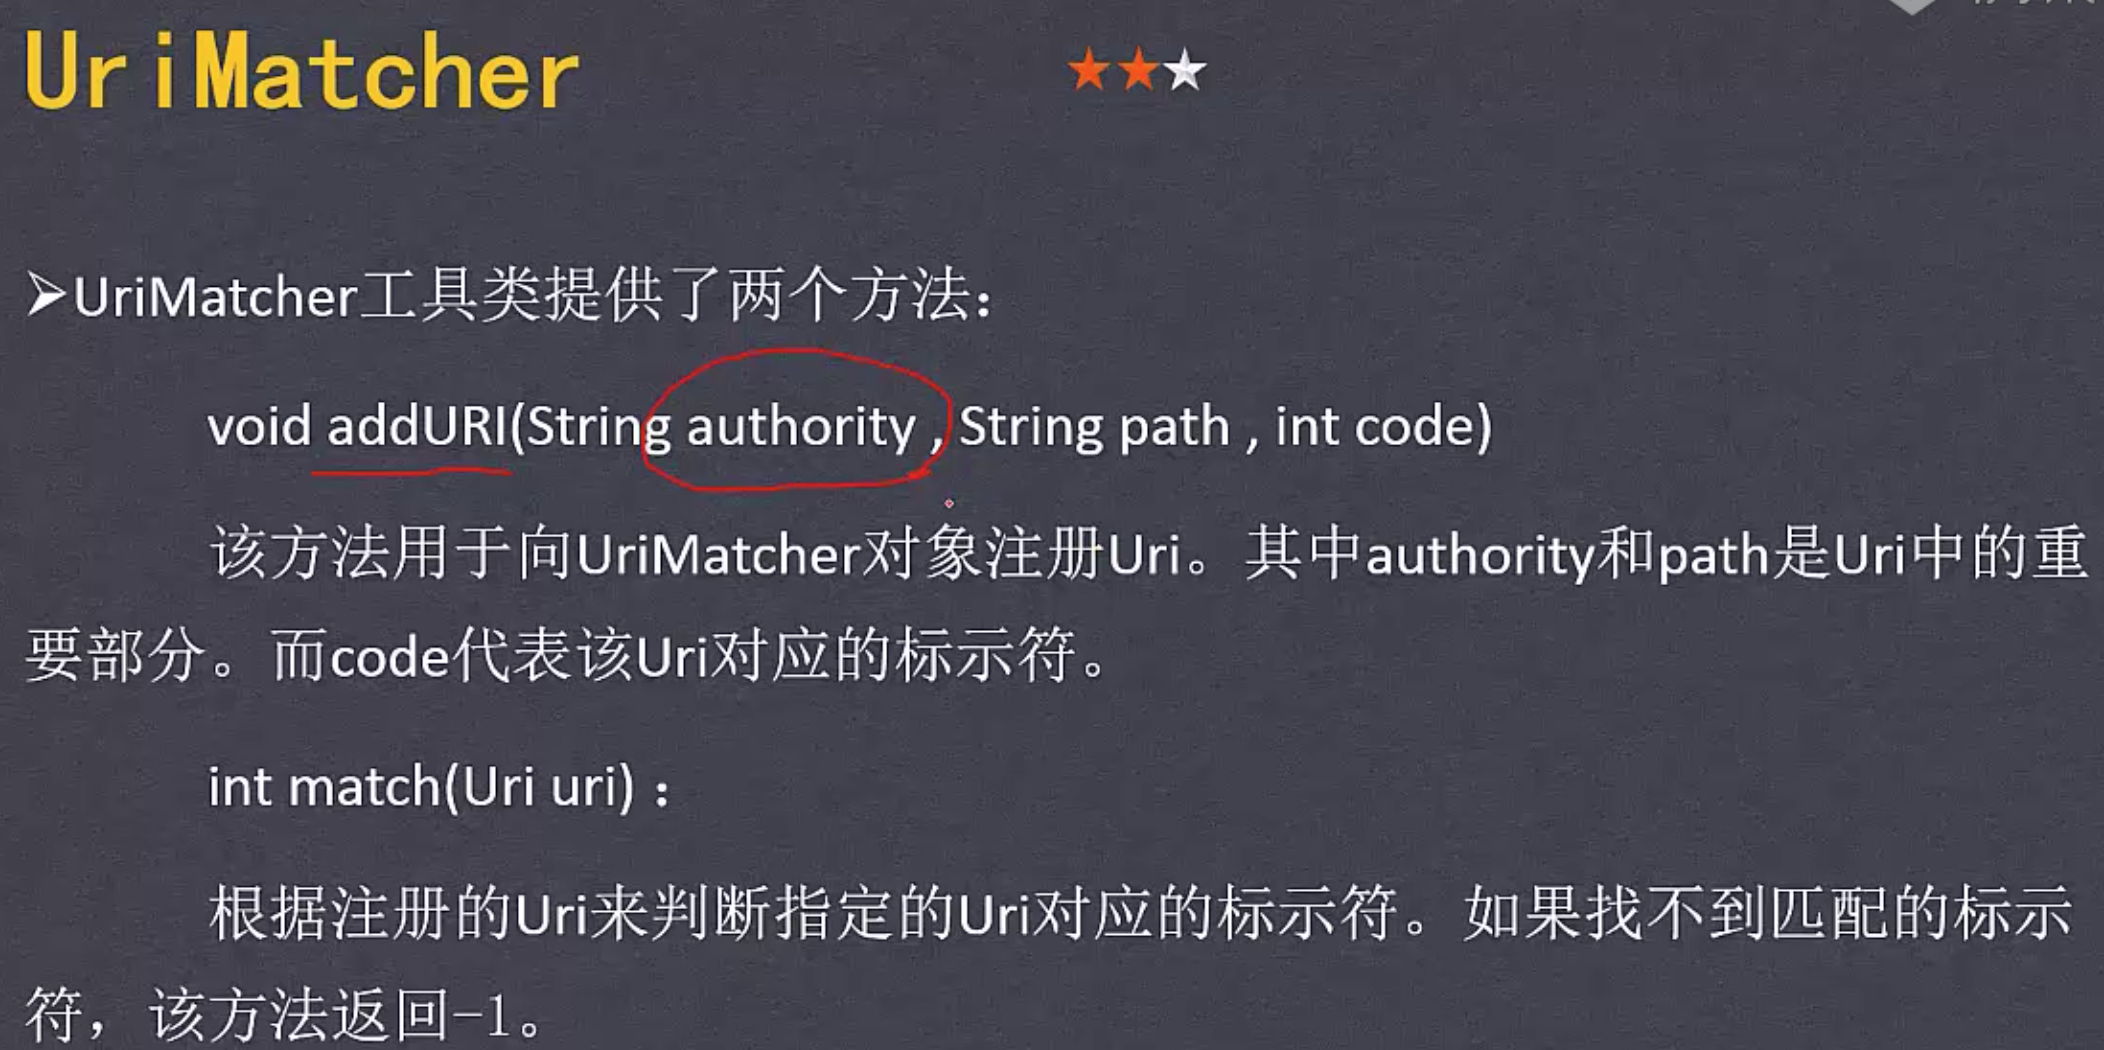 UriMatcher
➢UriMatcher工具类提供了两个方法：
void addURI(String authority , String path , int code)
该方法用于向UriMatcher对象注册Uri。其中authority和path是Uri中的重
要部分。而code代表该Uri对应的标示符。
int match(Uri uri) ：
根据注册的Uri来判断指定的Uri对应的标示符。如果找不到匹配的标示
符，该方法返回-1。